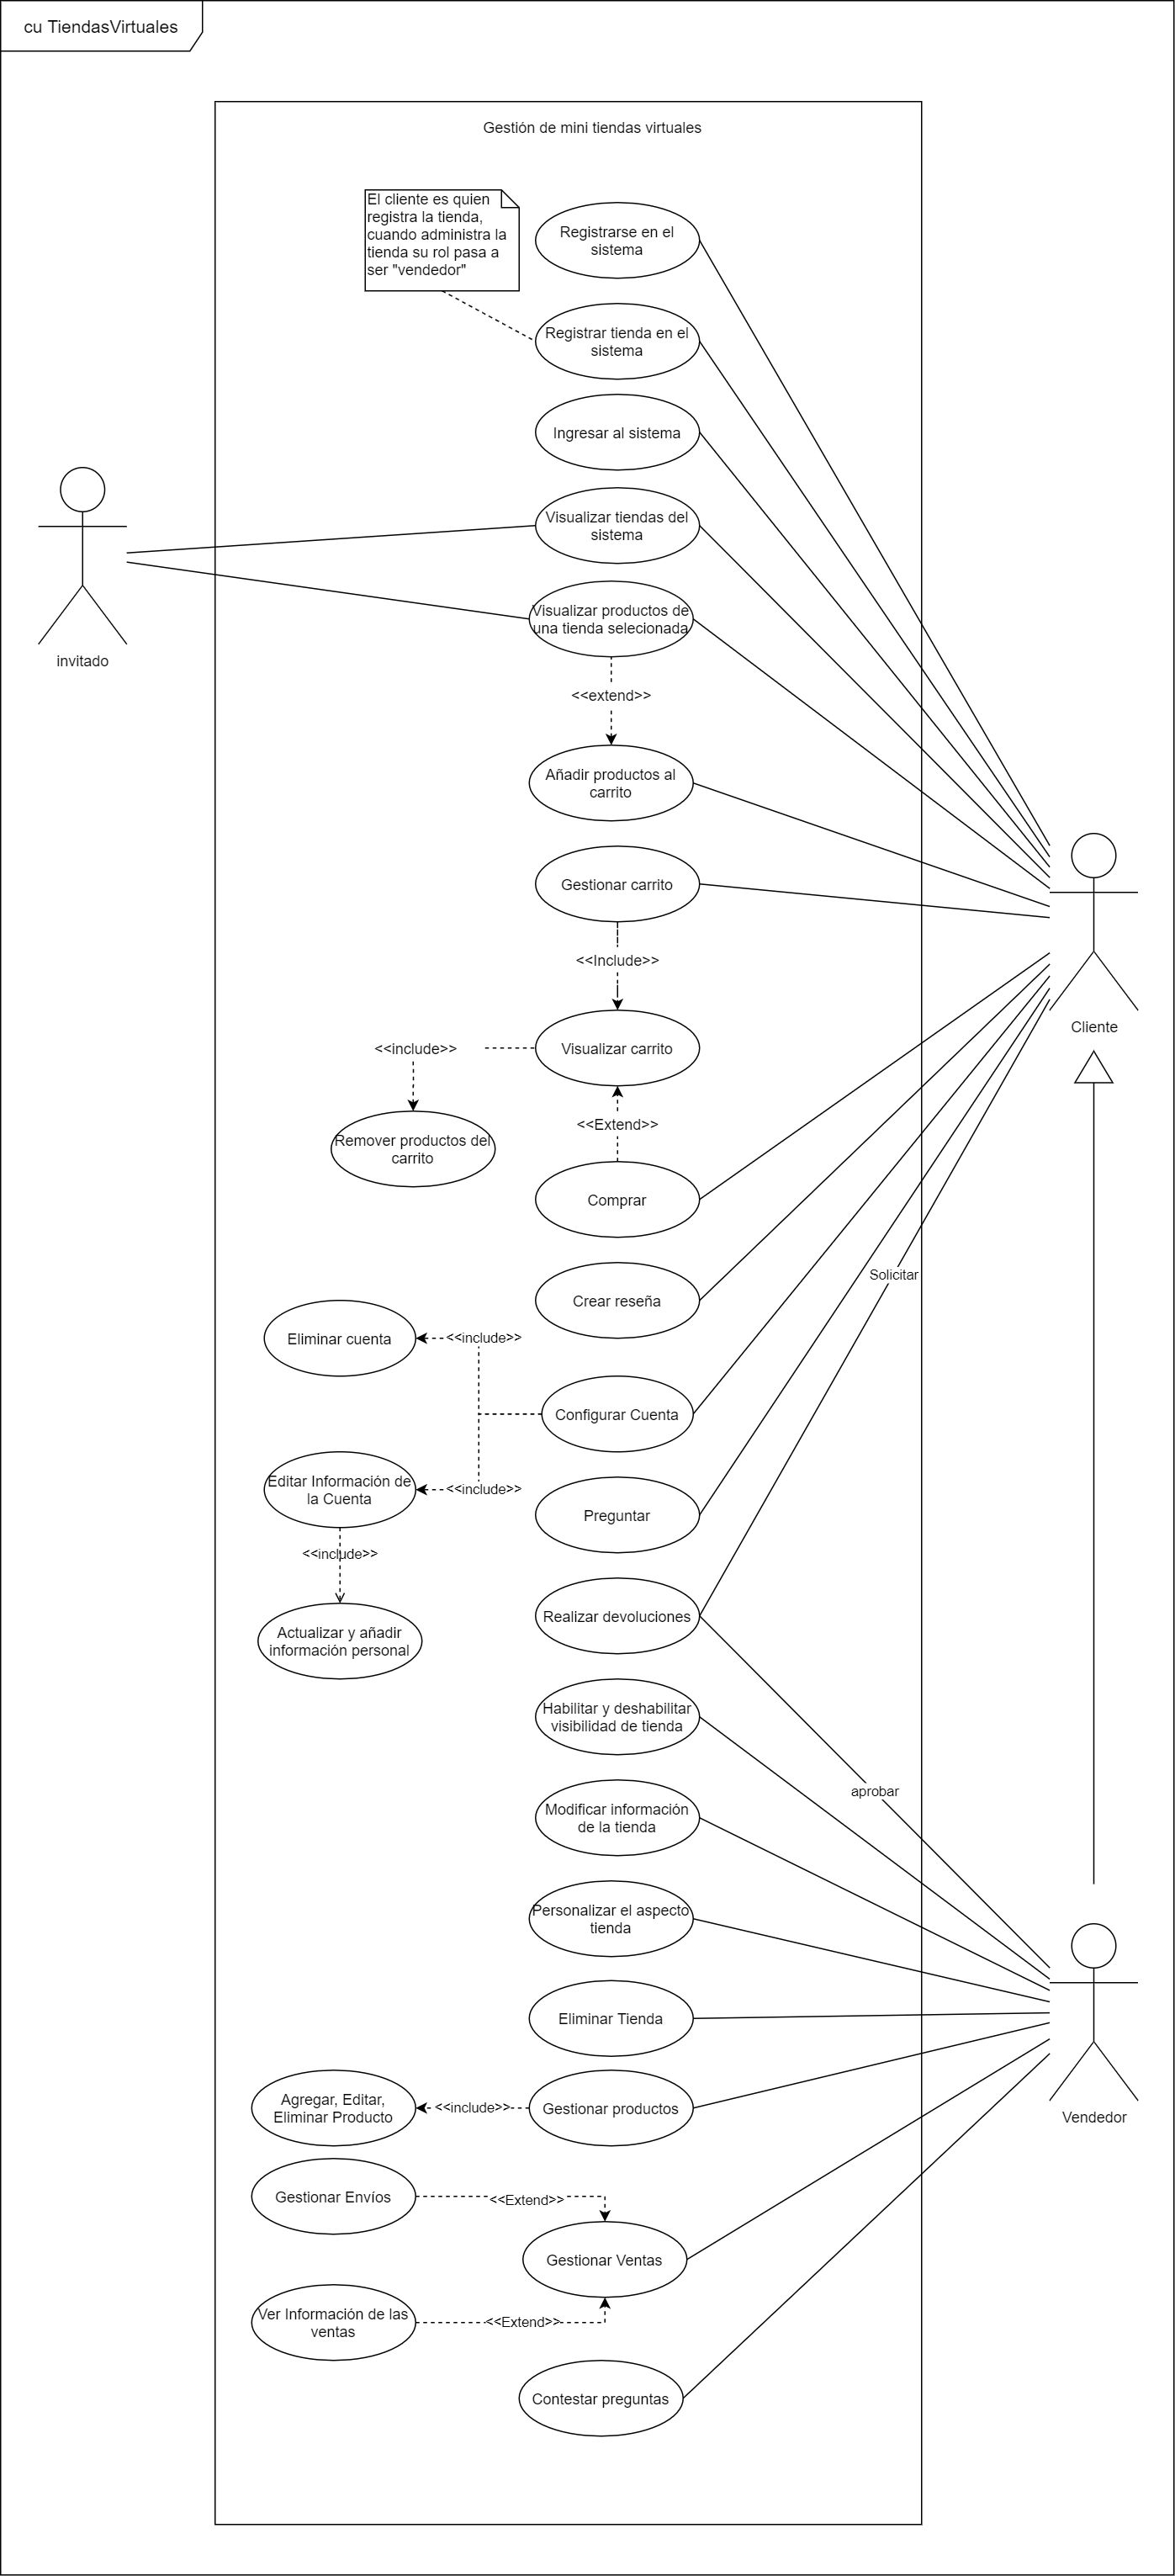 cu TiendasVirtuales
Gestión de mini tiendas virtuales
El cliente es quien
registra la tienda,
cuando administra la
tienda su rol pasa a
ser "vendedor"
Registrarse en el
sistema
Registrar tienda en el
sistema
Ingresar al sistema
Visualizar tiendas del
sistema
Visualizar productos de
una tienda selecionada
invitado
<<extend>>
Añadir productos al
carrito
Gestionar carrito
<<Include>>
Cliente
Visualizar carrito
<<include>>
Remover productos del
carrito
<<Extend>>
Comprar
Solicitar
Crear reseña
Eliminar cuenta
<<include>>
Configurar Cuenta
Editar Información de
la Cuenta
<<include>>
Preguntar
<<include>>
Actualizar y añadir
información personal
Realizar devoluciones
Habilitar y deshabilitar
visibilidad de tienda
aprobar
Modificar información
de la tienda
Personalizar el aspecto
tienda
Eliminar Tienda
Agregar, Editar,
Eliminar Producto
<<include>>
Gestionar productos
Vendedor
Gestionar Envíos
<<Extend>>
Gestionar Ventas
Ver Información de las
ventas
<<Extend>>
Contestar preguntas